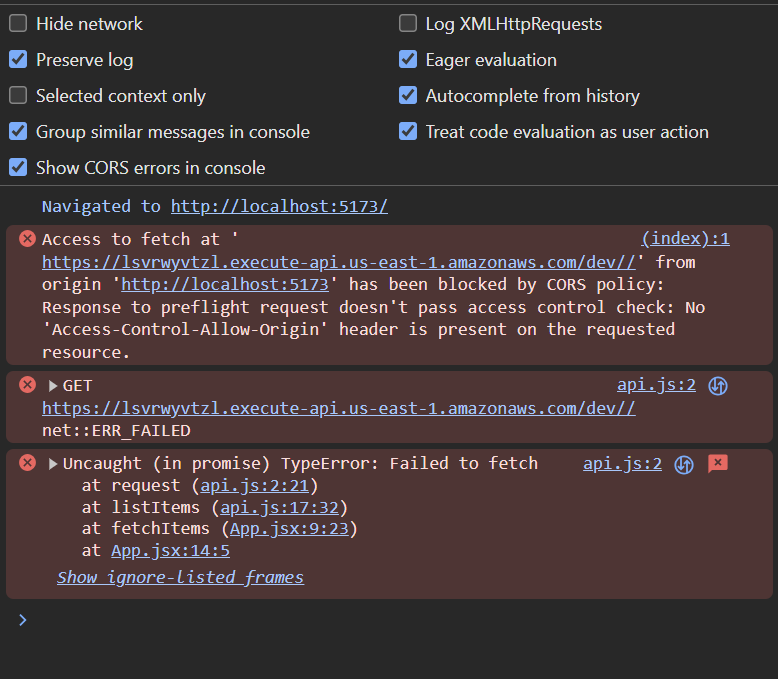 Hide network
Log XMLHttpRequests
Preserve log
Eager evaluation
Selected context only
Autocomplete from history
Group similar messages in console
Treat code evaluation as user action
Show CORS errors in console
Navigated to http://localhost:5173/
Access to fetch at ' (index):1
https://lsvrwyvtzl.execute-api.us-east-1.amazonaws.com/dev//' from
origin 'http://localhost:5173' has been blocked by CORS policy:
Response to preflight request doesn't pass access control check: No
'Access-Control-Allow-Origin' header is present on the requested
resource.
GET api.js:2
https://lsvrwyvtzl.execute-api.us-east-1.amazonaws.com/dev//
net::ERR_FAILED
Uncaught (in promise) TypeError: Failed to fetch api.js:2
at request (api.js:2:21)
at listItems (api.js:17:32)
at fetchItems (App.jsx:9:23)
at App.jsx:14:5
Show ignore-listed frames